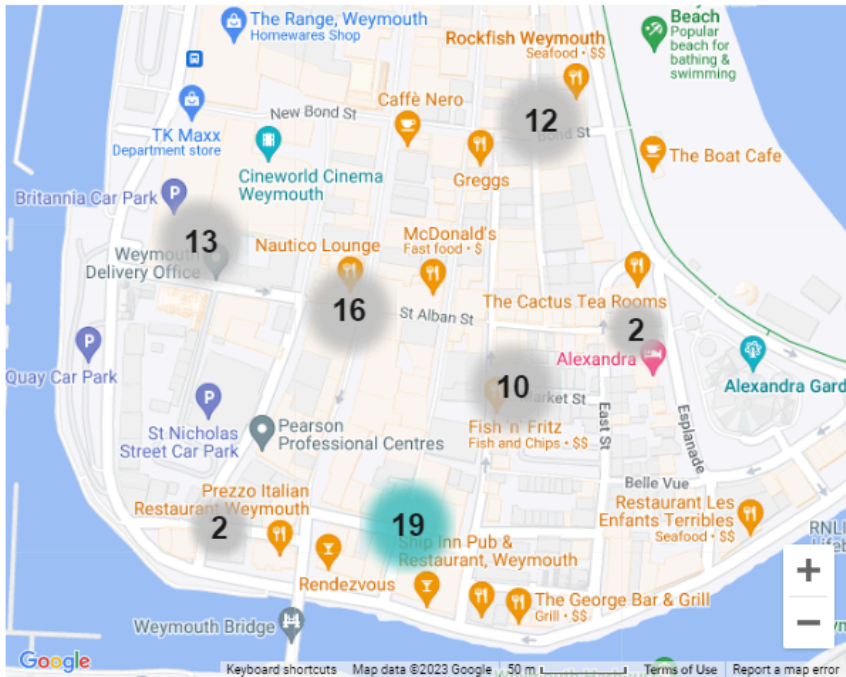 The Range, Weymouth
Homewares Shop
Beach
Popular
beach for
bathing &
swimming
Rockfish Weymouth
Seafood • $$
Caffè Nero
New Bond St
12
Bond St
TK Maxx
Department store
Cineworld Cinema
Weymouth
Greggs
The Boat Cafe
Britannia Car Park
P
13
Weymouth
Delivery Office
Nautico Lounge
McDonald's
Fast food • $
16
St Alban St
The Cactus Tea Rooms
2
Alexandra
P
Quay Car Park
10
Market St
Alexandra Gard
P
St Nicholas
Street Car Park
Pearson
Professional Centres
Fish 'n' Fritz
Fish and Chips • $$
East St
Esplanade
Belle Vue
Prezzo Italian
Restaurant Weymouth
2
19
Restaurant Les
Enfants Terribles
Seafood • $$
RNLI
Lifeb
Ship Inn Pub &
Restaurant, Weymouth
Rendezvous
The George Bar & Grill
Grill • $$
+
−
Weymouth Bridge
Google
Keyboard shortcuts
Map data ©2023 Google
50 m
Terms of Use
Report a map error